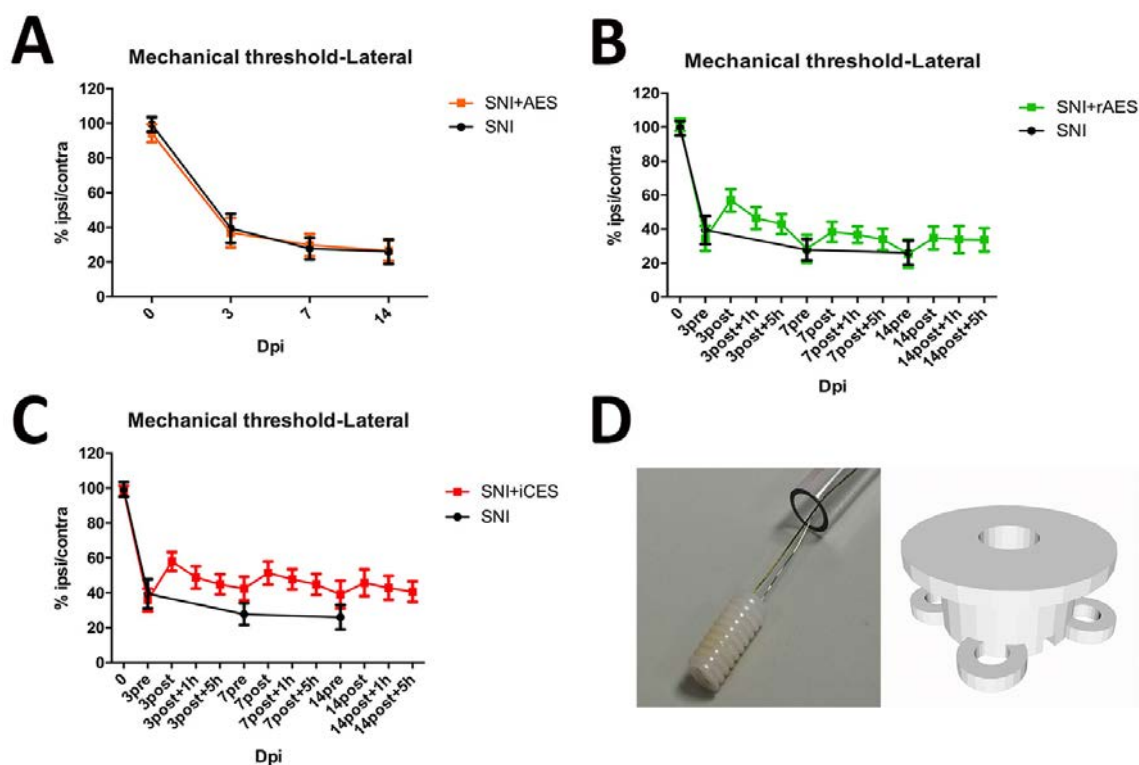 A
Mechanical threshold-Lateral
120
100
80
60
40
20
0
% ipsi/contra
0
3
7
14
Dpi
SNI+AES
SNI
B
Mechanical threshold-Lateral
120
100
80
60
40
20
0
% ipsi/contra
0
3pre
3post
3post+1h
3post+5h
7pre
7post
7post+1h
7post+5h
14pre
14post
14post+1h
14post+5h
Dpi
SNI+rAES
SNI
C
Mechanical threshold-Lateral
120
100
80
60
40
20
0
% ipsi/contra
0
3pre
3post
3post+1h
3post+5h
7pre
7post
7post+1h
7post+5h
14pre
14post
14post+1h
14post+5h
Dpi
SNI+iCES
SNI
D